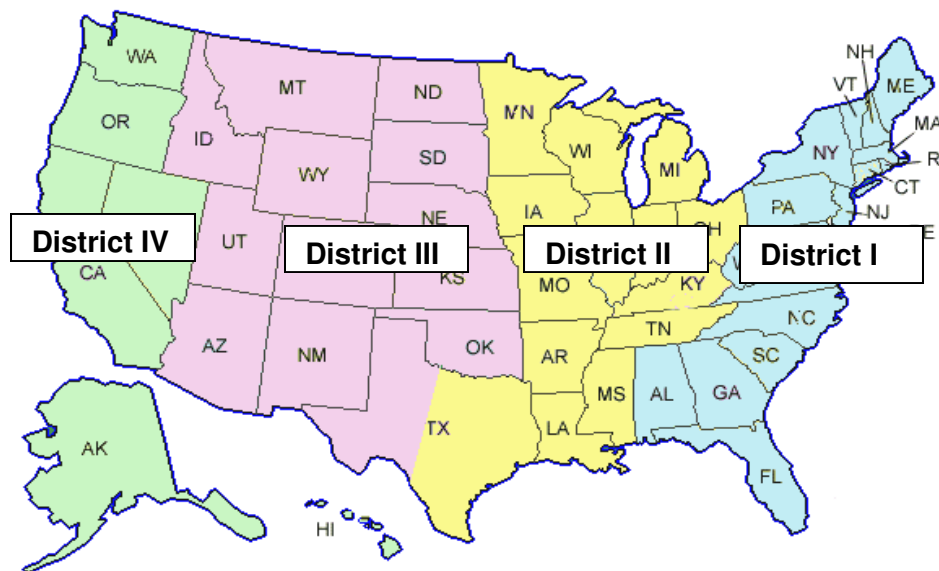 WA
MT
ND
MN
NH
VT
ME
OR
ID
SD
WI
MI
NY
MA
R
WY
CT
NE
IA
PA
NJ
UT
OH
E
District IV
District III
District II
District I
CA
KS
MO
KY
W
AZ
NM
OK
AR
TN
NC
SC
TX
LA
MS
AL
GA
AK
FL
HI